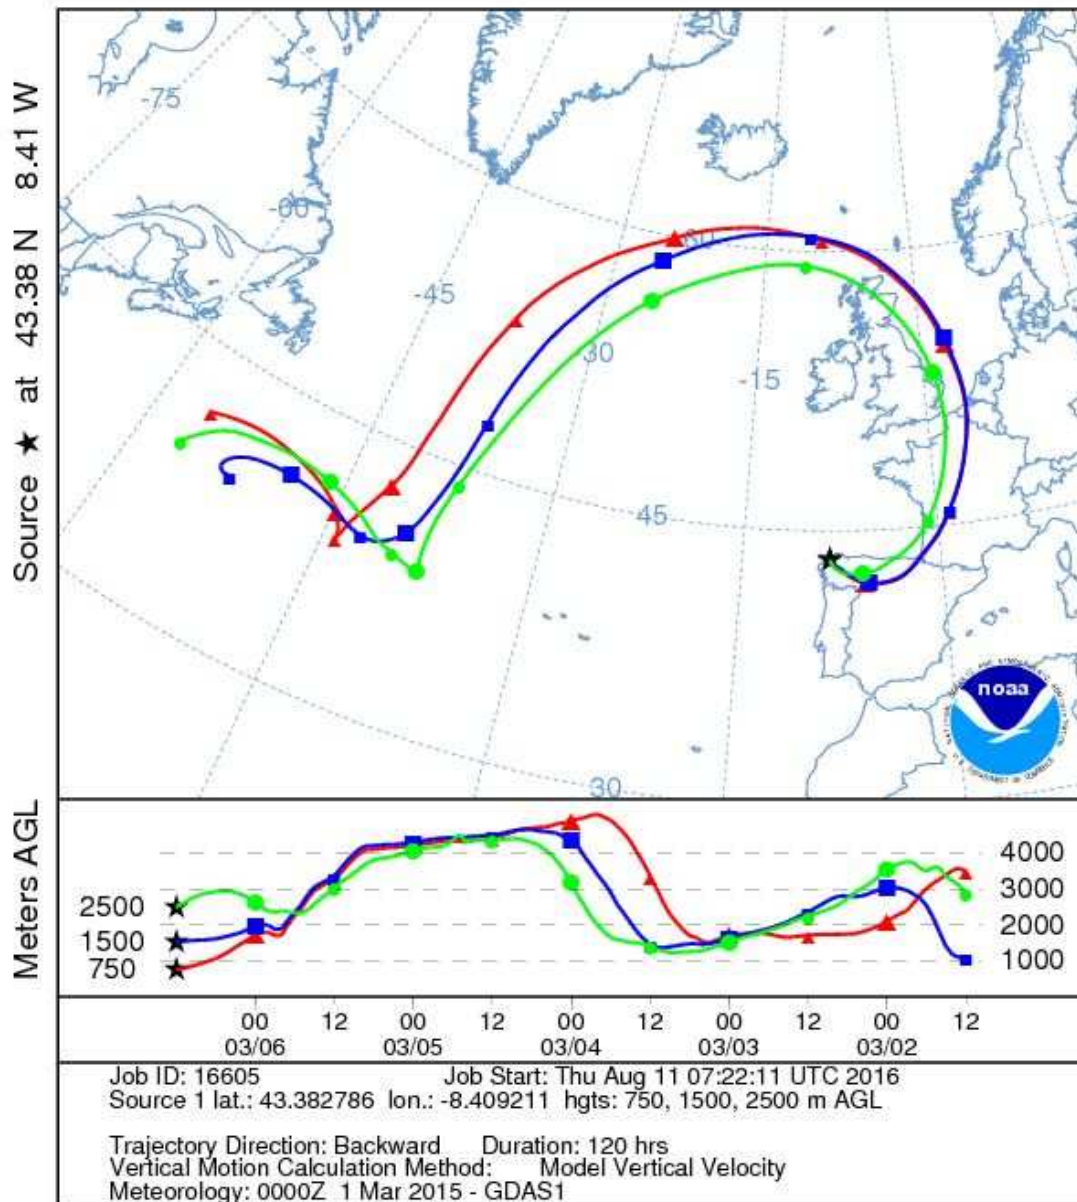 Source ★ at 43.38 N 8.41 W
-75
-60
-45
60
30
-15
45
30
noaa
Meters AGL
2500
1500
750
4000
3000
2000
1000
00 12 00 12 00 12 00 12 00 12
03/06 03/05 03/04 03/03 03/02
Job ID: 16605 Job Start: Thu Aug 11 07:22:11 UTC 2016
Source 1 lat.: 43.382786 lon.: -8.409211 hgts: 750, 1500, 2500 m AGL
Trajectory Direction: Backward Duration: 120 hrs
Vertical Motion Calculation Method: Model Vertical Velocity
Meteorology: 0000Z 1 Mar 2015 - GDAS1